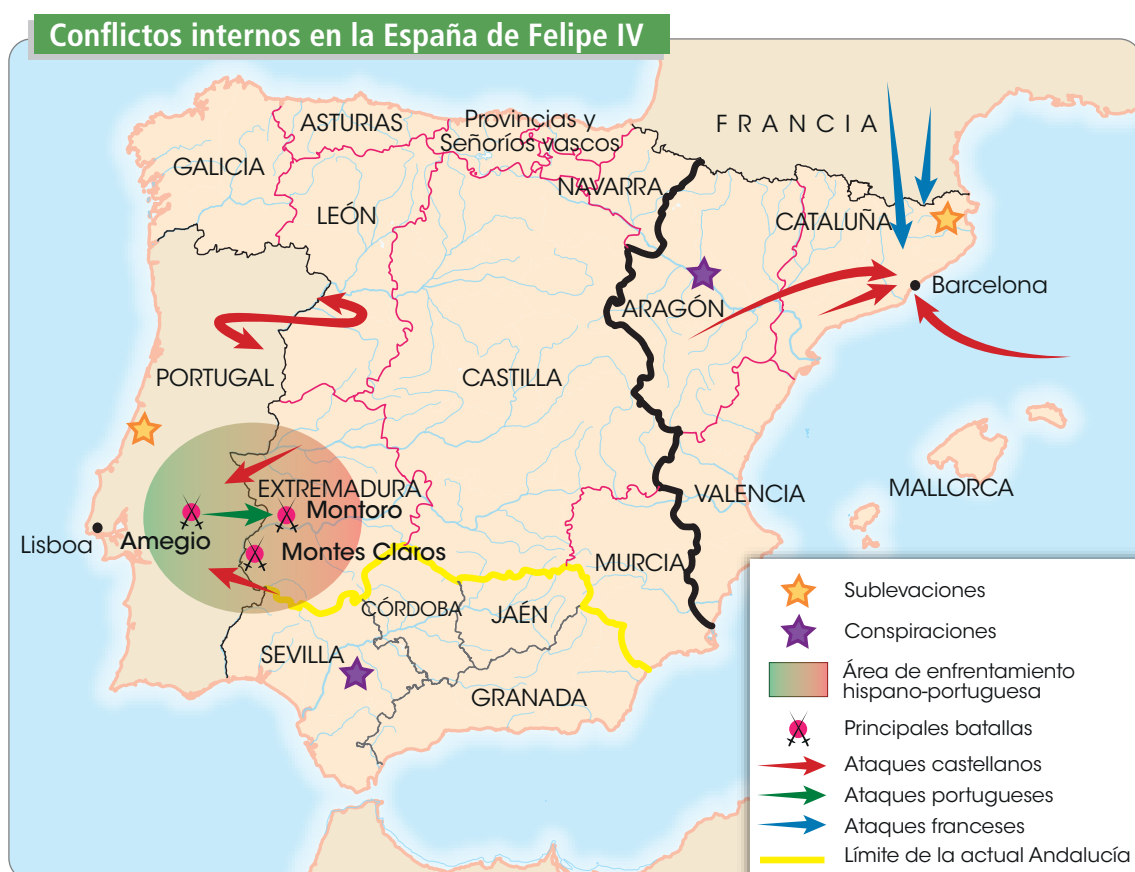 Conflictos internos en la España de Felipe IV
FRANCIA
ASTURIAS
Provincias y
Señoríos vascos
GALICIA
NAVARRA
LEÓN
CATALUÑA
Barcelona
ARAGÓN
PORTUGAL
CASTILLA
EXTREMADURA
Montoro
VALENCIA
MALLORCA
Lisboa
Amegio
Montes Claros
MURCIA
CÓRDOBA
JAÉN
SEVILLA
GRANADA
Sublevaciones
Conspiraciones
Área de enfrentamiento
hispano-portuguesa
Principales batallas
Ataques castellanos
Ataques portugueses
Ataques franceses
Límite de la actual Andalucía